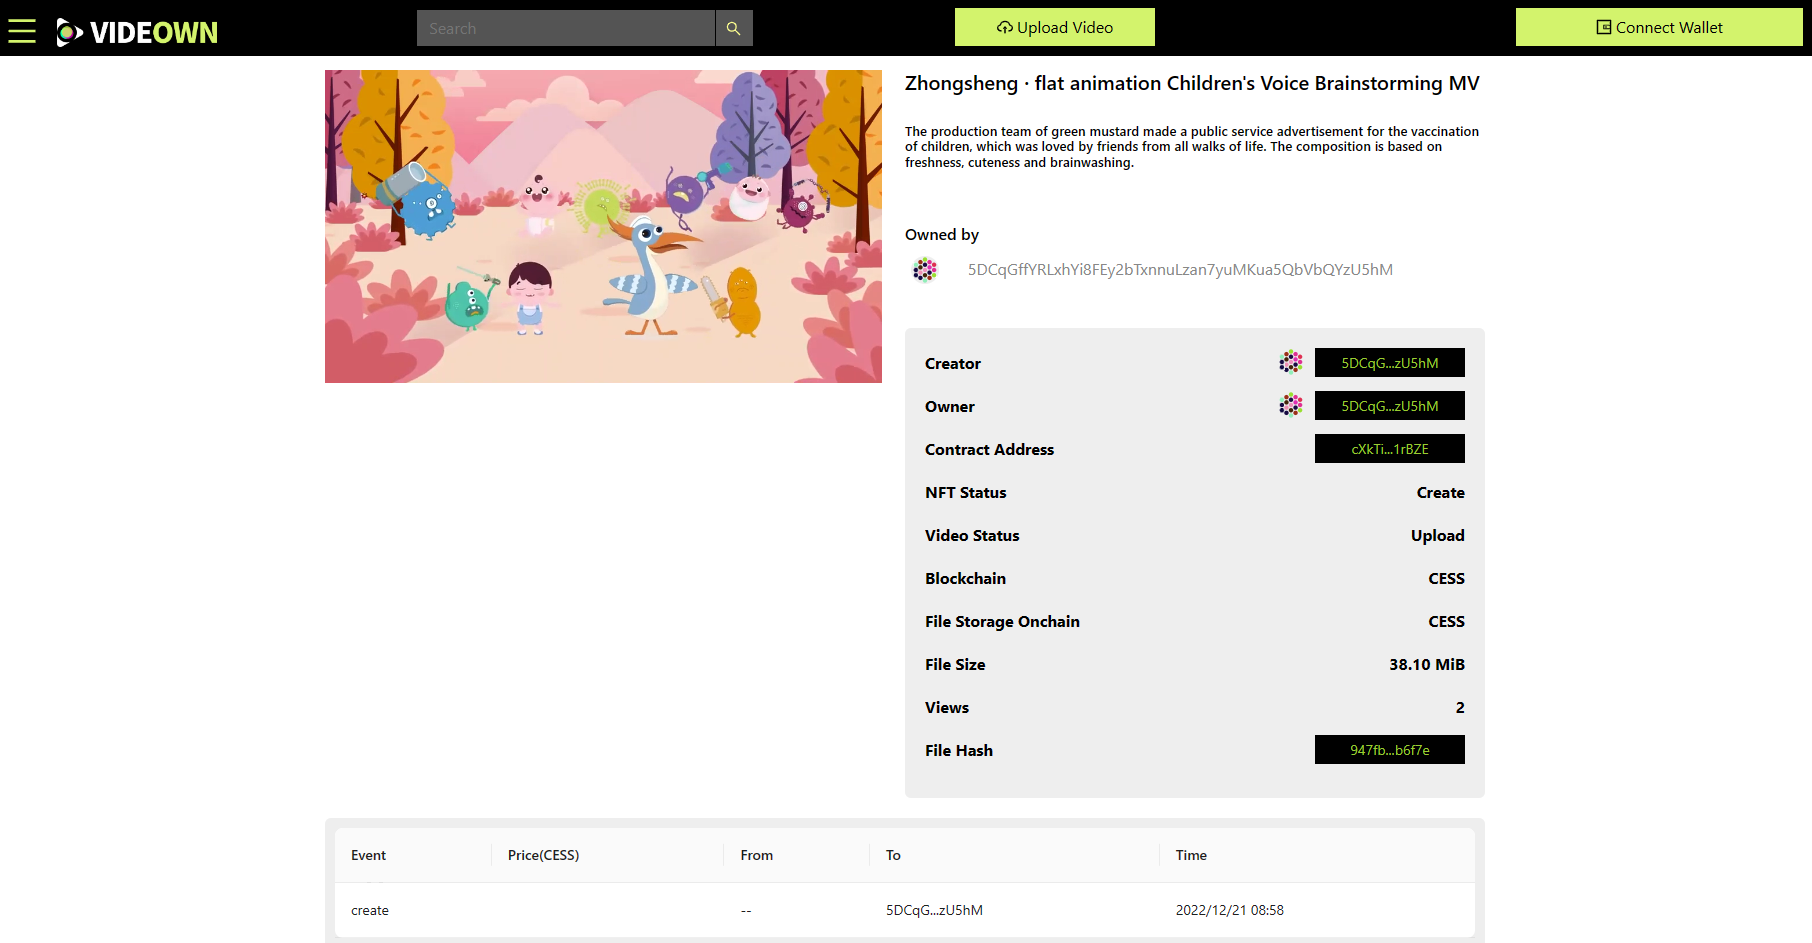 VIDEOWN
Search
Upload Video
Connect Wallet
Zhongsheng · flat animation Children's Voice Brainstorming MV
The production team of green mustard made a public service advertisement for the vaccination
of children, which was loved by friends from all walks of life. The composition is based on
freshness, cuteness and brainwashing.
Owned by
5DCqGffYRLxhYi8FEy2bTxnnuLzan7yuMKua5QbVbQYzU5hM
Creator 5DCqG...zU5hM
Owner 5DCqG...zU5hM
Contract Address cXkTi...1rBZE
NFT Status Create
Video Status Upload
Blockchain CESS
File Storage Onchain CESS
File Size 38.10 MiB
Views 2
File Hash 947fb...b6f7e
Event Price(CESS) From To Time
create -- 5DCqG...zU5hM 2022/12/21 08:58